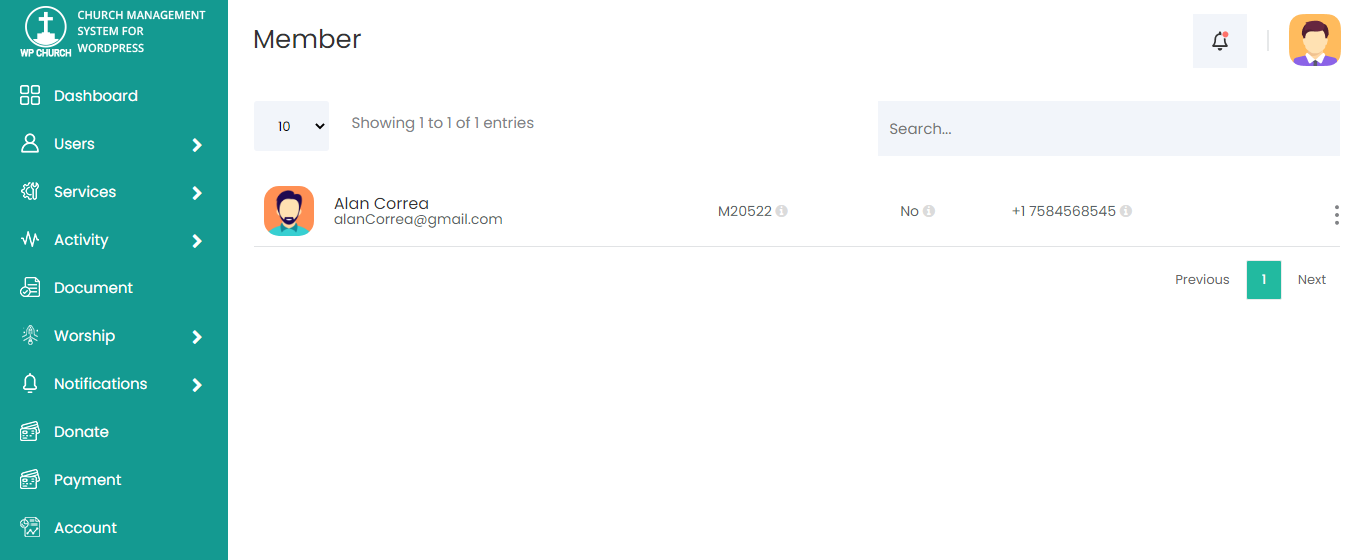 CHURCH MANAGEMENT
SYSTEM FOR
WORDPRESS
WP CHURCH
Dashboard
Users
Services
Activity
Document
Worship
Notifications
Donate
Payment
Account
Member
10
Showing 1 to 1 of 1 entries
Search...
Alan Correa
alanCorrea@gmail.com
M20522
No
+1 7584568545
Previous
1
Next